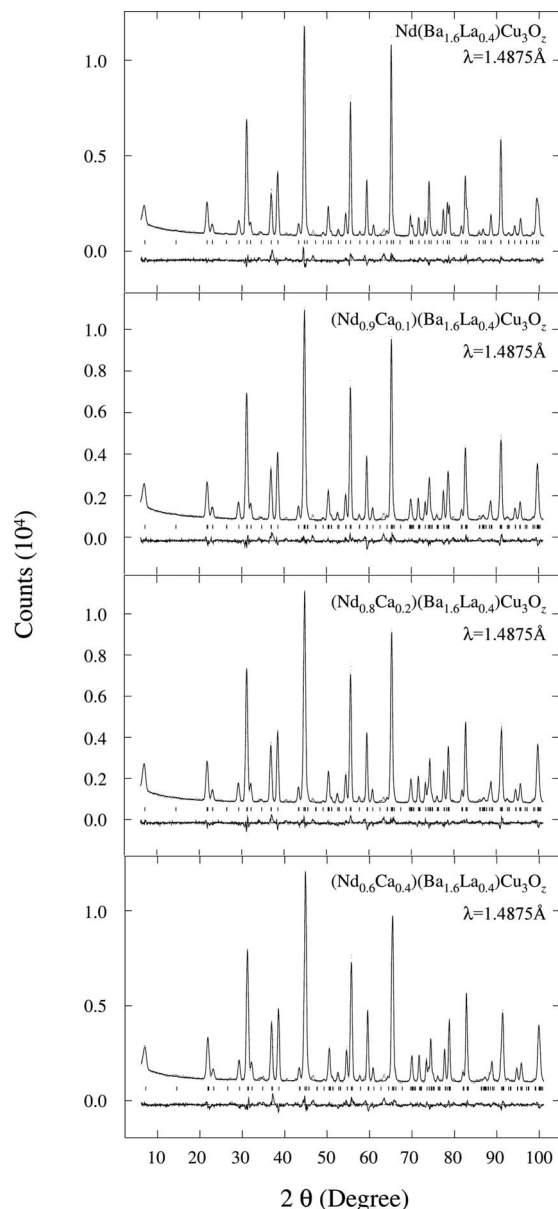 Nd(Ba₁.₆La₀.₄)Cu₃O_z
λ=1.4875Å
1.0
0.5
0.0
(Nd₀.₉Ca₀.₁)(Ba₁.₆La₀.₄)Cu₃O_z
λ=1.4875Å
1.0
0.8
0.6
0.4
0.2
0.0
(Nd₀.₈Ca₀.₂)(Ba₁.₆La₀.₄)Cu₃O_z
λ=1.4875Å
1.0
0.8
0.6
0.4
0.2
0.0
(Nd₀.₆Ca₀.₄)(Ba₁.₆La₀.₄)Cu₃O_z
λ=1.4875Å
1.0
0.5
0.0
Counts (10⁴)
10 20 30 40 50 60 70 80 90 100
2 θ (Degree)